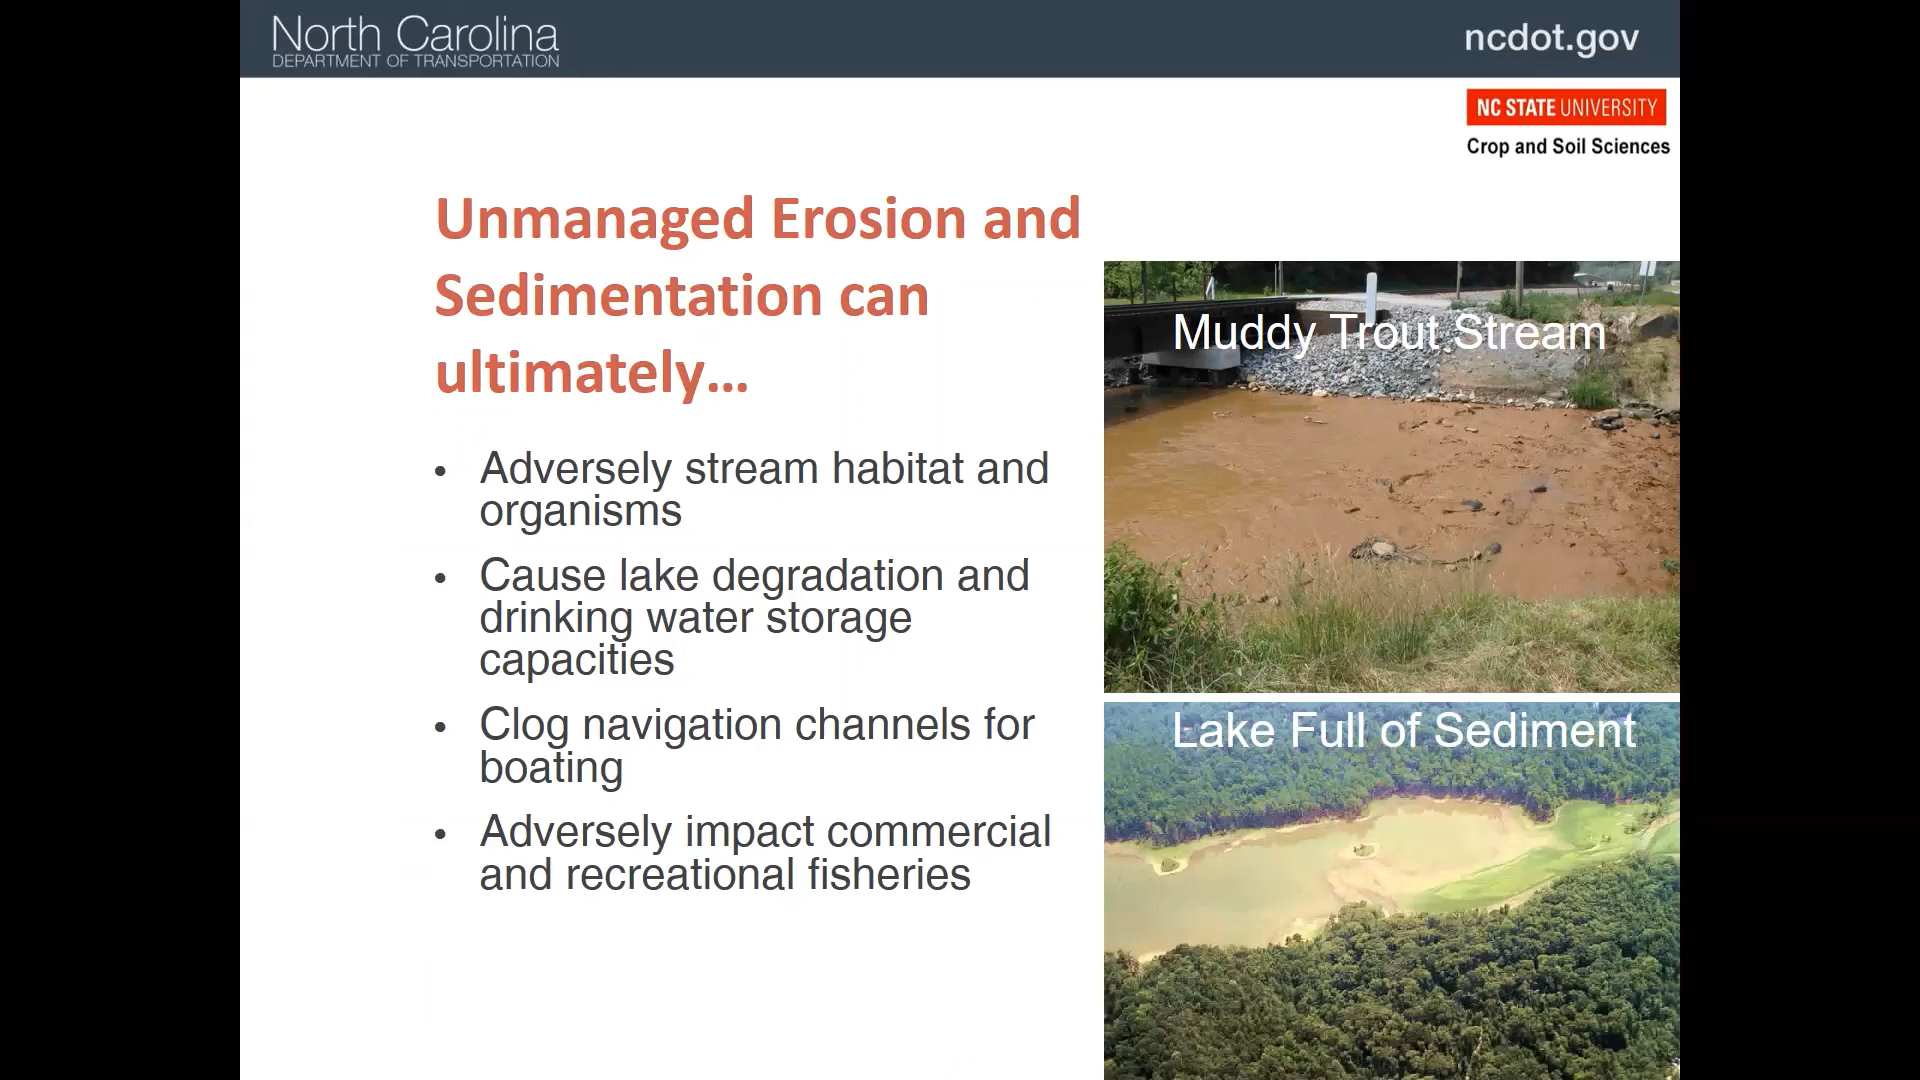 North Carolina
DEPARTMENT OF TRANSPORTATION
ncdot.gov
NC STATE UNIVERSITY
Crop and Soil Sciences
Unmanaged Erosion and
Sedimentation can
ultimately...
• Adversely stream habitat and
organisms
• Cause lake degradation and
drinking water storage
capacities
• Clog navigation channels for
boating
• Adversely impact commercial
and recreational fisheries
Muddy Trout Stream
Lake Full of Sediment